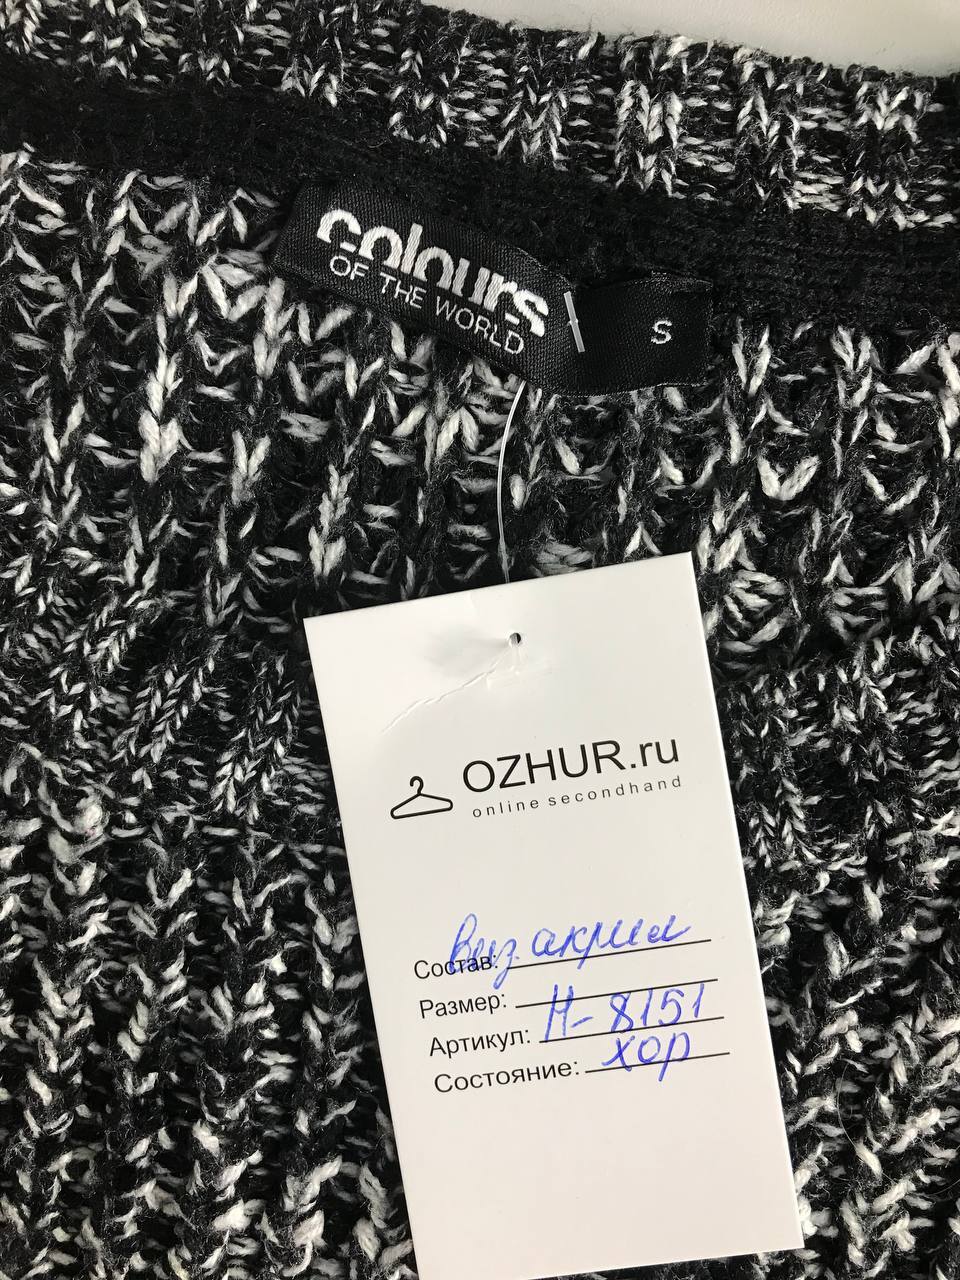 colours
OF THE WORLD
S
OZHUR.ru
online secondhand
Состав: Виз. акрил
Размер:
Артикул: Н-8151
Состояние: хор